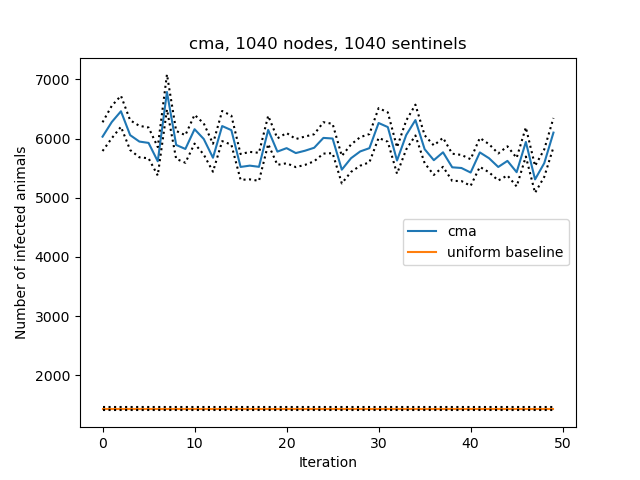 cma, 1040 nodes, 1040 sentinels
Number of infected animals
7000
6000
5000
4000
3000
2000
cma
uniform baseline
0
10
20
30
40
50
Iteration